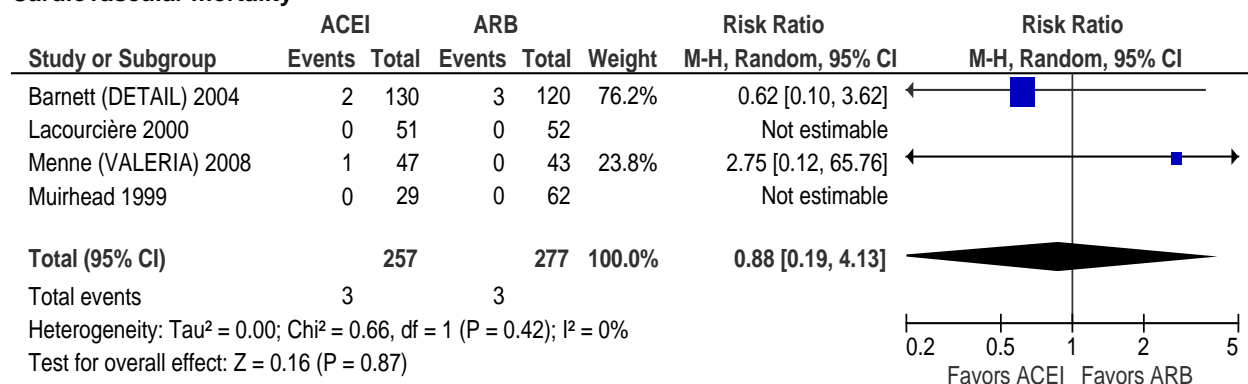 Cardiovascular Mortality
ACEI ARB Risk Ratio Risk Ratio
Study or Subgroup Events Total Events Total Weight M-H, Random, 95% CI M-H, Random, 95% CI
Barnett (DETAIL) 2004 2 130 3 120 76.2% 0.62 [0.10, 3.62]
Lacourcière 2000 0 51 0 52 Not estimable
Menne (VALERIA) 2008 1 47 0 43 23.8% 2.75 [0.12, 65.76]
Muirhead 1999 0 29 0 62 Not estimable
Total (95% CI) 257 277 100.0% 0.88 [0.19, 4.13]
Total events 3 3
Heterogeneity: Tau² = 0.00; Chi² = 0.66, df = 1 (P = 0.42); I² = 0%
Test for overall effect: Z = 0.16 (P = 0.87)
0.2 0.5 1 2 5
Favors ACEI Favors ARB